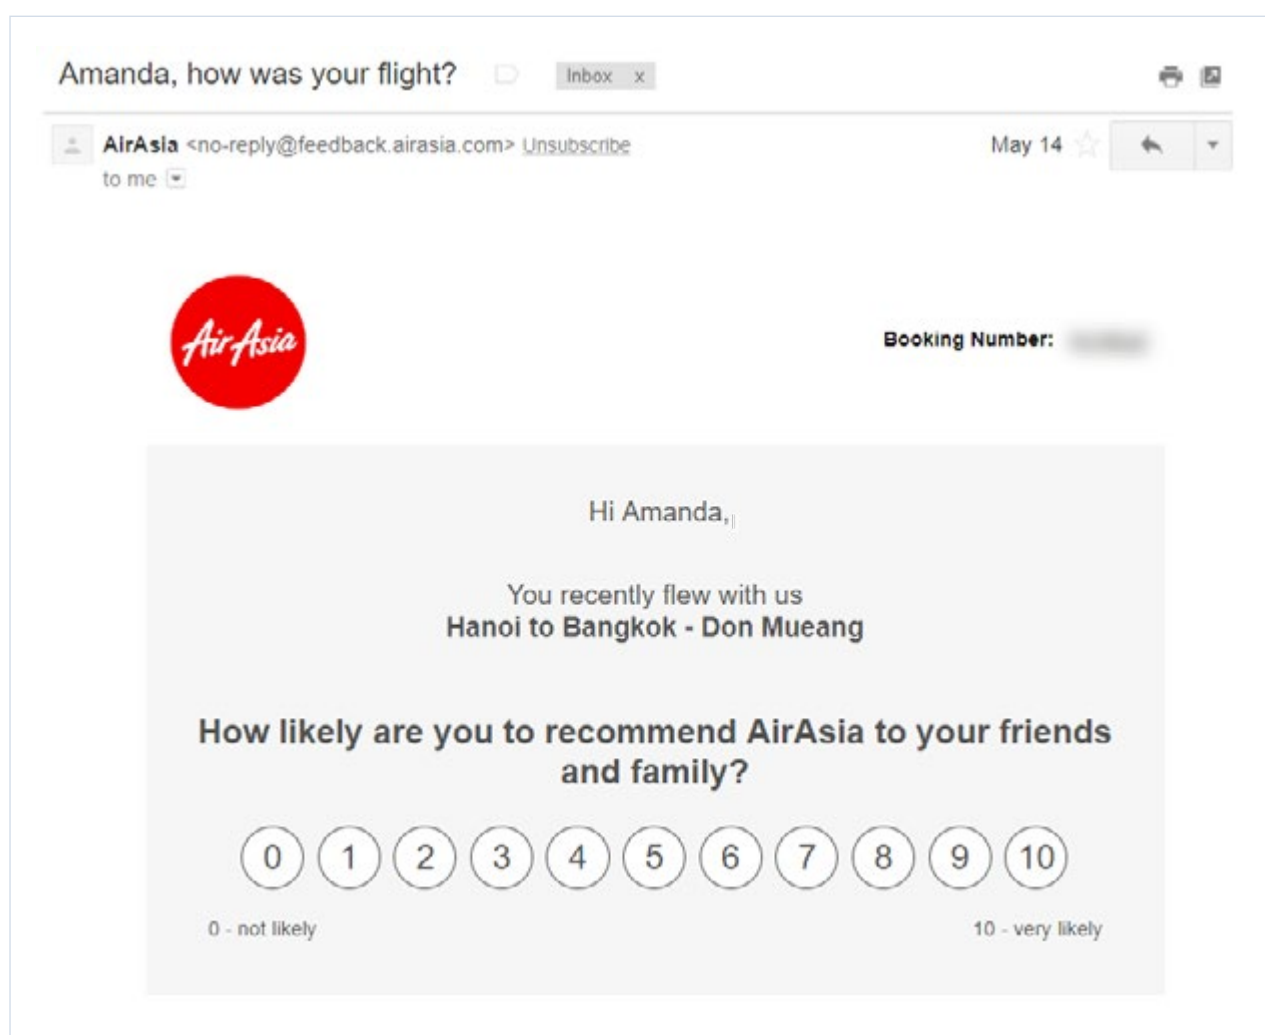 Amanda, how was your flight?
Inbox x
AirAsia <no-reply@feedback.airasia.com> Unsubscribe
May 14
to me
AirAsia
Booking Number:
Hi Amanda,
You recently flew with us
Hanoi to Bangkok - Don Mueang
How likely are you to recommend AirAsia to your friends
and family?
0 1 2 3 4 5 6 7 8 9 10
0 - not likely
10 - very likely